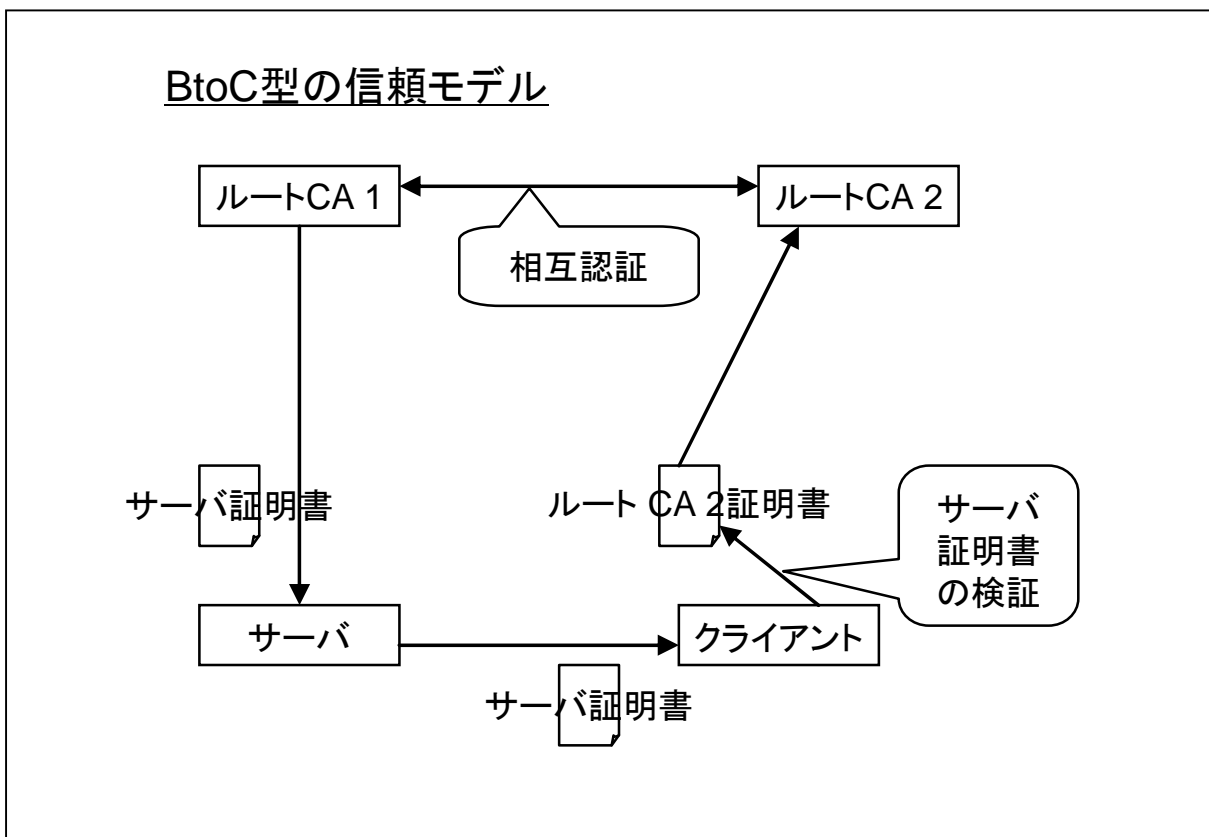 BtoC型の信頼モデル
ルートCA 1
ルートCA 2
相互認証
サーバ証明書
ルート CA 2証明書
サーバ
証明書
の検証
サーバ
クライアント
サーバ証明書